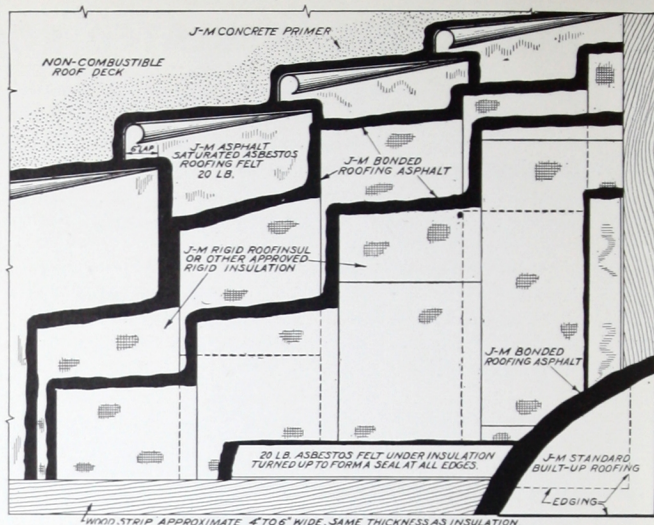 J-M CONCRETE PRIMER
NON-COMBUSTIBLE
ROOF DECK
6" LAP
J-M ASPHALT
SATURATED ASBESTOS
ROOFING FELT
20 LB.
J-M BONDED
ROOFING ASPHALT
J-M RIGID ROOFINSUL
OR OTHER APPROVED
RIGID INSULATION
J-M BONDED
ROOFING ASPHALT
20 LB. ASBESTOS FELT UNDER INSULATION
TURNED UP TO FORM A SEAL AT ALL EDGES.
J-M STANDARD
BUILT-UP ROOFING
EDGING
WOOD STRIP APPROXIMATE 4" TO 6" WIDE, SAME THICKNESS AS INSULATION